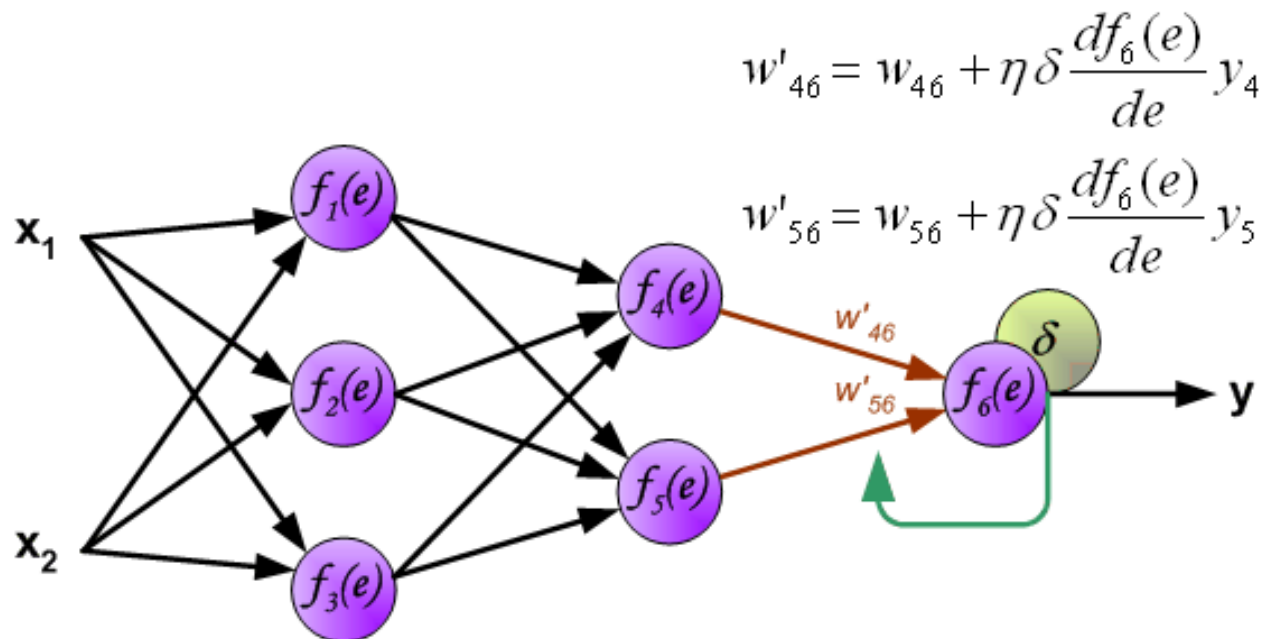 w'₄₆ = w₄₆ + η δ df₆(e)/de y₄
w'₅₆ = w₅₆ + η δ df₆(e)/de y₅
x₁
x₂
f₁(e)
f₂(e)
f₃(e)
f₄(e)
f₅(e)
w'₄₆
w'₅₆
f₆(e)
δ
y